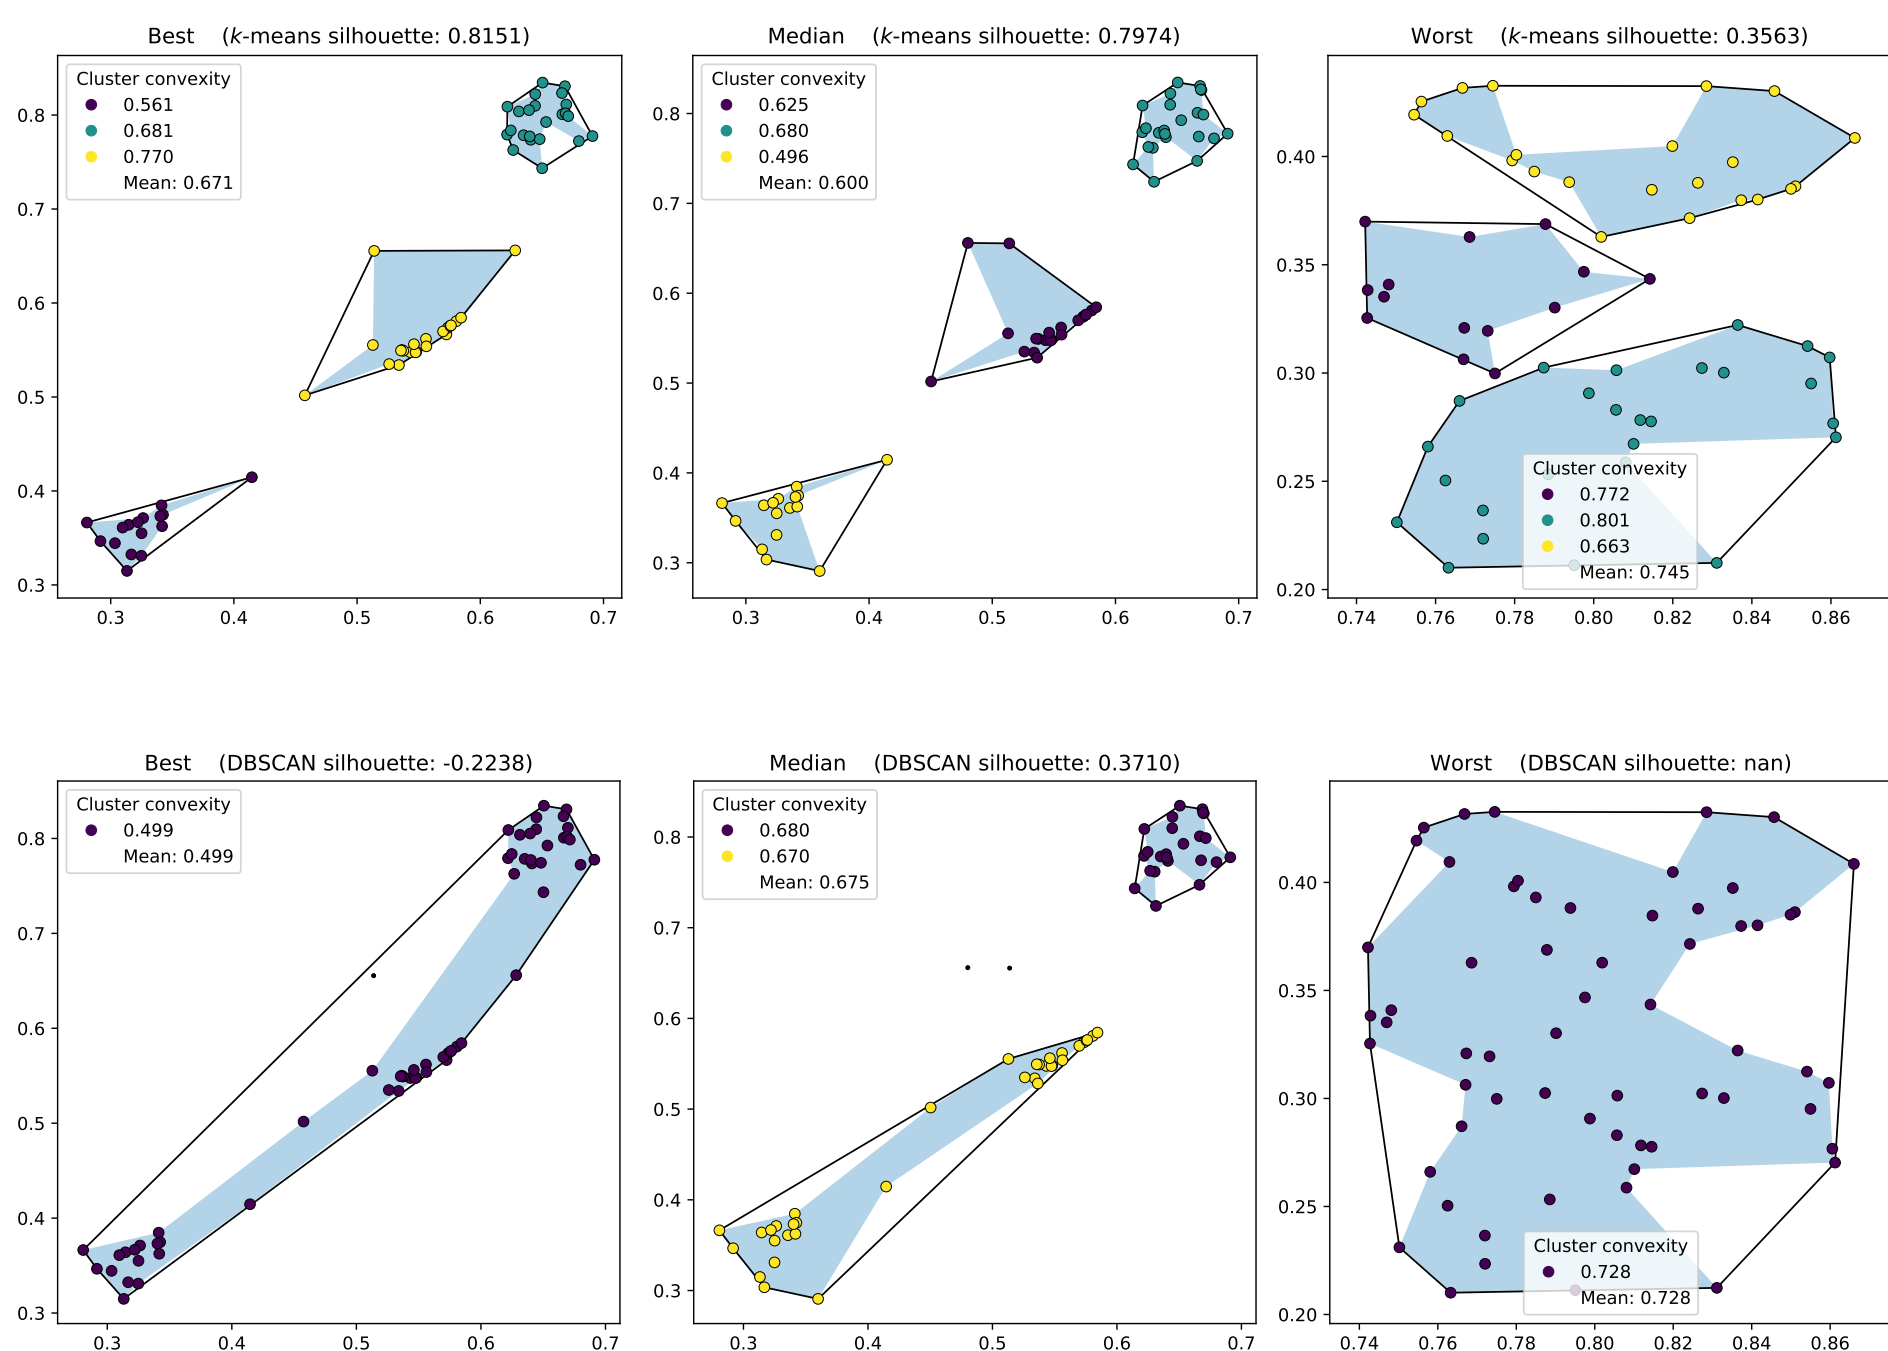 Best (k-means silhouette: 0.8151)
Cluster convexity
0.561
0.681
0.770
Mean: 0.671
0.8
0.7
0.6
0.5
0.4
0.3
0.3 0.4 0.5 0.6 0.7
Median (k-means silhouette: 0.7974)
Cluster convexity
0.625
0.680
0.496
Mean: 0.600
0.8
0.7
0.6
0.5
0.4
0.3
0.3 0.4 0.5 0.6 0.7
Worst (k-means silhouette: 0.3563)
0.40
0.35
0.30
0.25
0.20
Cluster convexity
0.772
0.801
0.663
Mean: 0.745
0.74 0.76 0.78 0.80 0.82 0.84 0.86
Best (DBSCAN silhouette: -0.2238)
Cluster convexity
0.499
Mean: 0.499
0.8
0.7
0.6
0.5
0.4
0.3
0.3 0.4 0.5 0.6 0.7
Median (DBSCAN silhouette: 0.3710)
Cluster convexity
0.680
0.670
Mean: 0.675
0.8
0.7
0.6
0.5
0.4
0.3
0.3 0.4 0.5 0.6 0.7
Worst (DBSCAN silhouette: nan)
0.40
0.35
0.30
0.25
0.20
Cluster convexity
0.728
Mean: 0.728
0.74 0.76 0.78 0.80 0.82 0.84 0.86